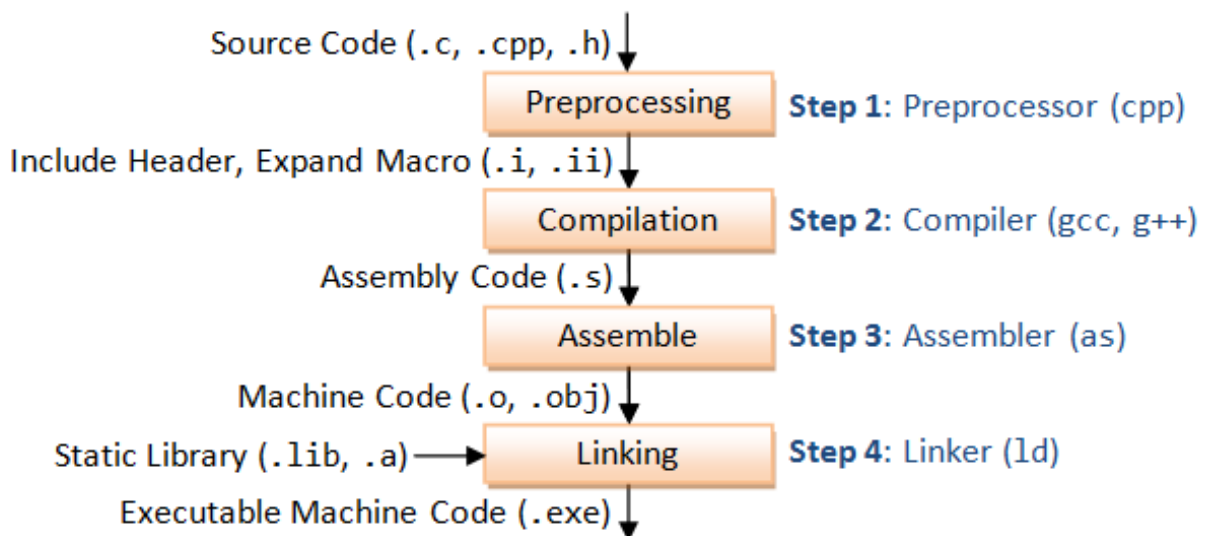 Source Code (.c, .cpp, .h)
Preprocessing
Step 1: Preprocessor (cpp)
Include Header, Expand Macro (.i, .ii)
Compilation
Step 2: Compiler (gcc, g++)
Assembly Code (.s)
Assemble
Step 3: Assembler (as)
Machine Code (.o, .obj)
Static Library (.lib, .a)
Linking
Step 4: Linker (ld)
Executable Machine Code (.exe)